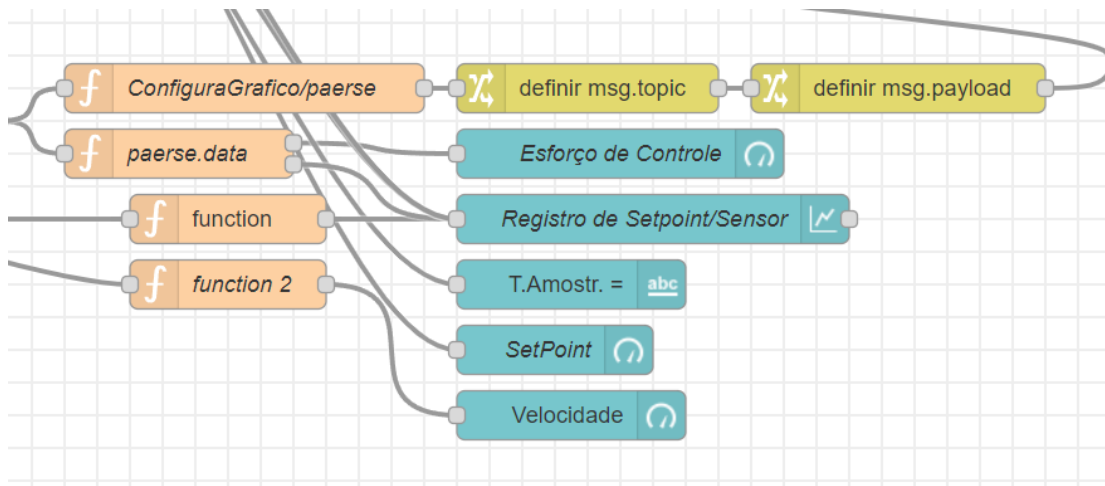 ConfiguraGrafico/paerse
definir msg.topic
definir msg.payload
paerse.data
Esforço de Controle
function
Registro de Setpoint/Sensor
function 2
T.Amostr. =
abc
SetPoint
Velocidade